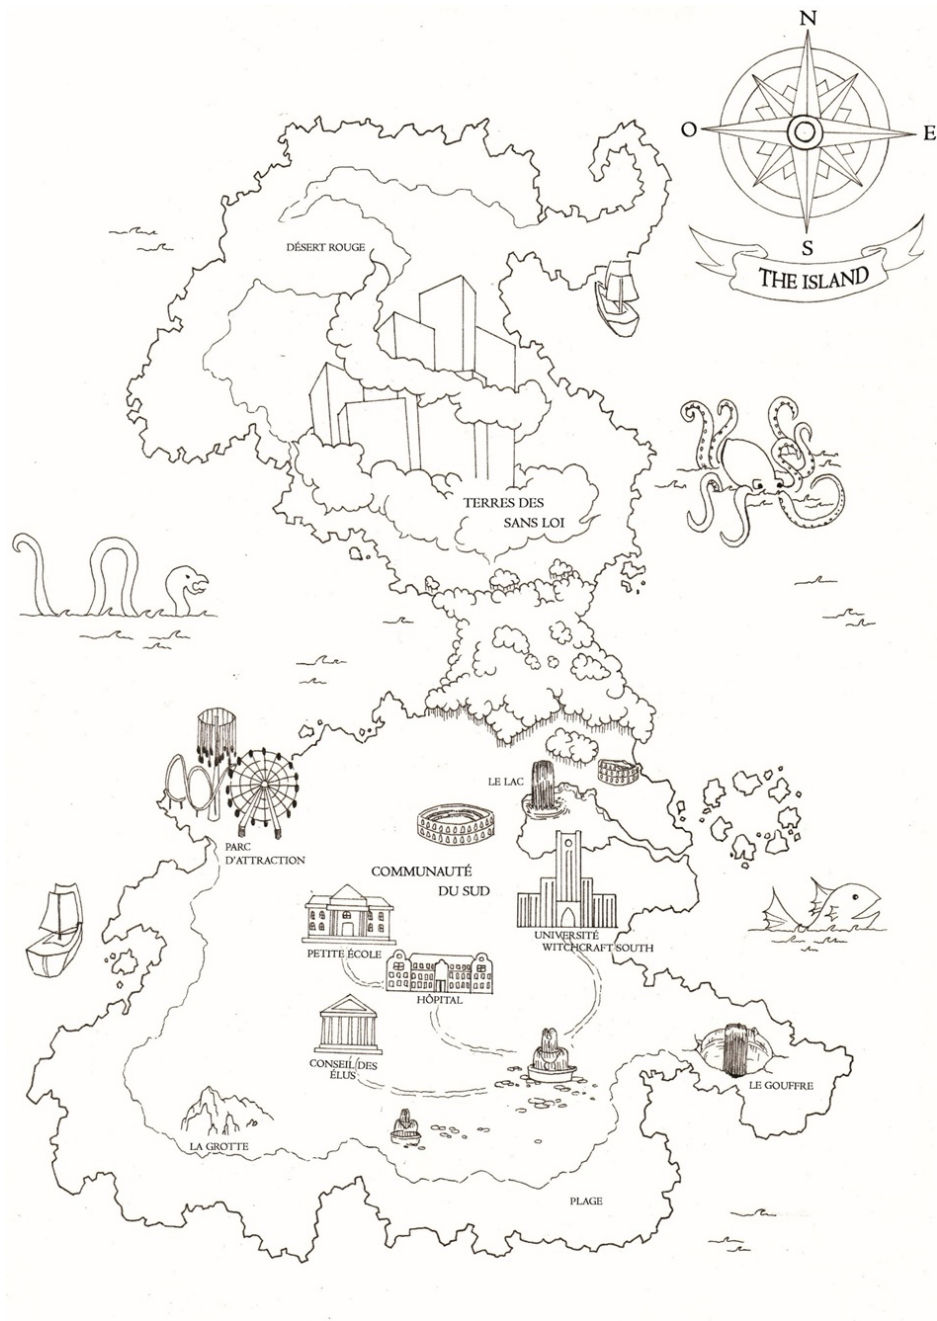 N
O
E
S
THE ISLAND
DÉSERT ROUGE
TERRES DES
SANS LOI
LE LAC
PARC
D'ATTRACTION
COMMUNAUTÉ
DU SUD
UNIVERSITÉ
WITCHCRAFT SOUTH
PETITE ÉCOLE
HÔPITAL
CONSEIL DES
ÉLUS
LE GOUFFRE
LA GROTTE
PLAGE